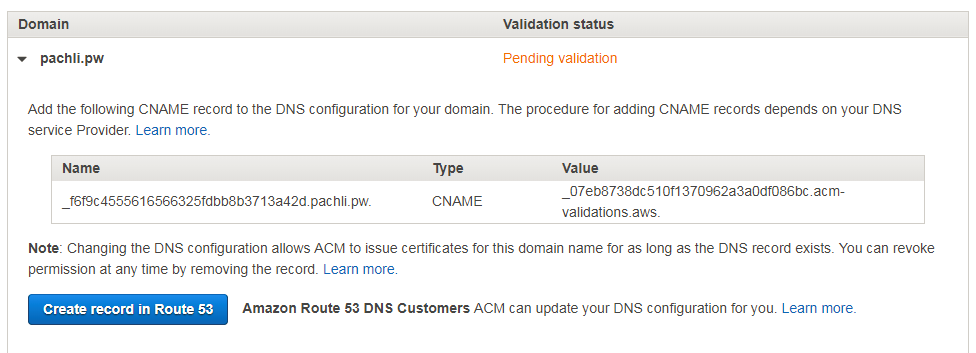 Domain Validation status
pachli.pw Pending validation
Add the following CNAME record to the DNS configuration for your domain. The procedure for adding CNAME records depends on your DNS
service Provider. Learn more.
Name Type Value
_f6f9c4555616566325fdbb8b3713a42d.pachli.pw. CNAME _07eb8738dc510f1370962a3a0df086bc.acm-
validations.aws.
Note: Changing the DNS configuration allows ACM to issue certificates for this domain name for as long as the DNS record exists. You can revoke
permission at any time by removing the record. Learn more.
Create record in Route 53 Amazon Route 53 DNS Customers ACM can update your DNS configuration for you. Learn more.